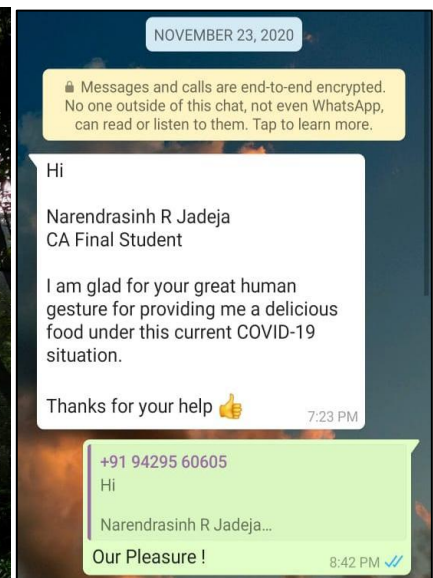 NOVEMBER 23, 2020
Messages and calls are end-to-end encrypted.
No one outside of this chat, not even WhatsApp,
can read or listen to them. Tap to learn more.
Hi
Narendrasinh R Jadeja
CA Final Student
I am glad for your great human
gesture for providing me a delicious
food under this current COVID-19
situation.
Thanks for your help 👍
7:23 PM
+91 94295 60605
Hi
Narendrasinh R Jadeja...
Our Pleasure !
8:42 PM